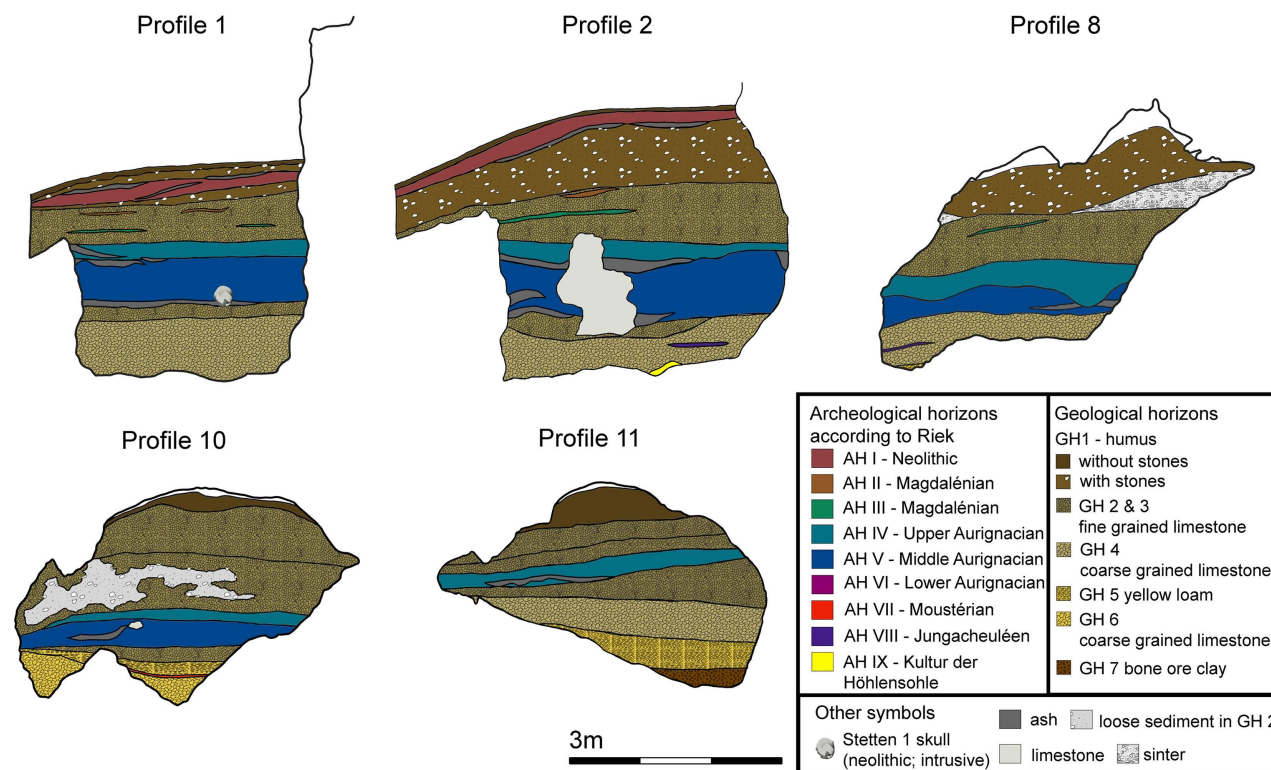 Profile 1
Profile 2
Profile 8
Profile 10
Profile 11
3m
Archeological horizons
according to Riek
AH I - Neolithic
AH II - Magdalénian
AH III - Magdalénian
AH IV - Upper Aurignacian
AH V - Middle Aurignacian
AH VI - Lower Aurignacian
AH VII - Moustérian
AH VIII - Jungacheuléen
AH IX - Kultur der
Höhlensohle
Geological horizons
GH1 - humus
without stones
with stones
GH 2 & 3
fine grained limestone
GH 4
coarse grained limestone
GH 5 yellow loam
GH 6
coarse grained limestone
GH 7 bone ore clay
Other symbols
Stetten 1 skull
(neolithic; intrusive)
ash
loose sediment in GH 2
limestone
sinter